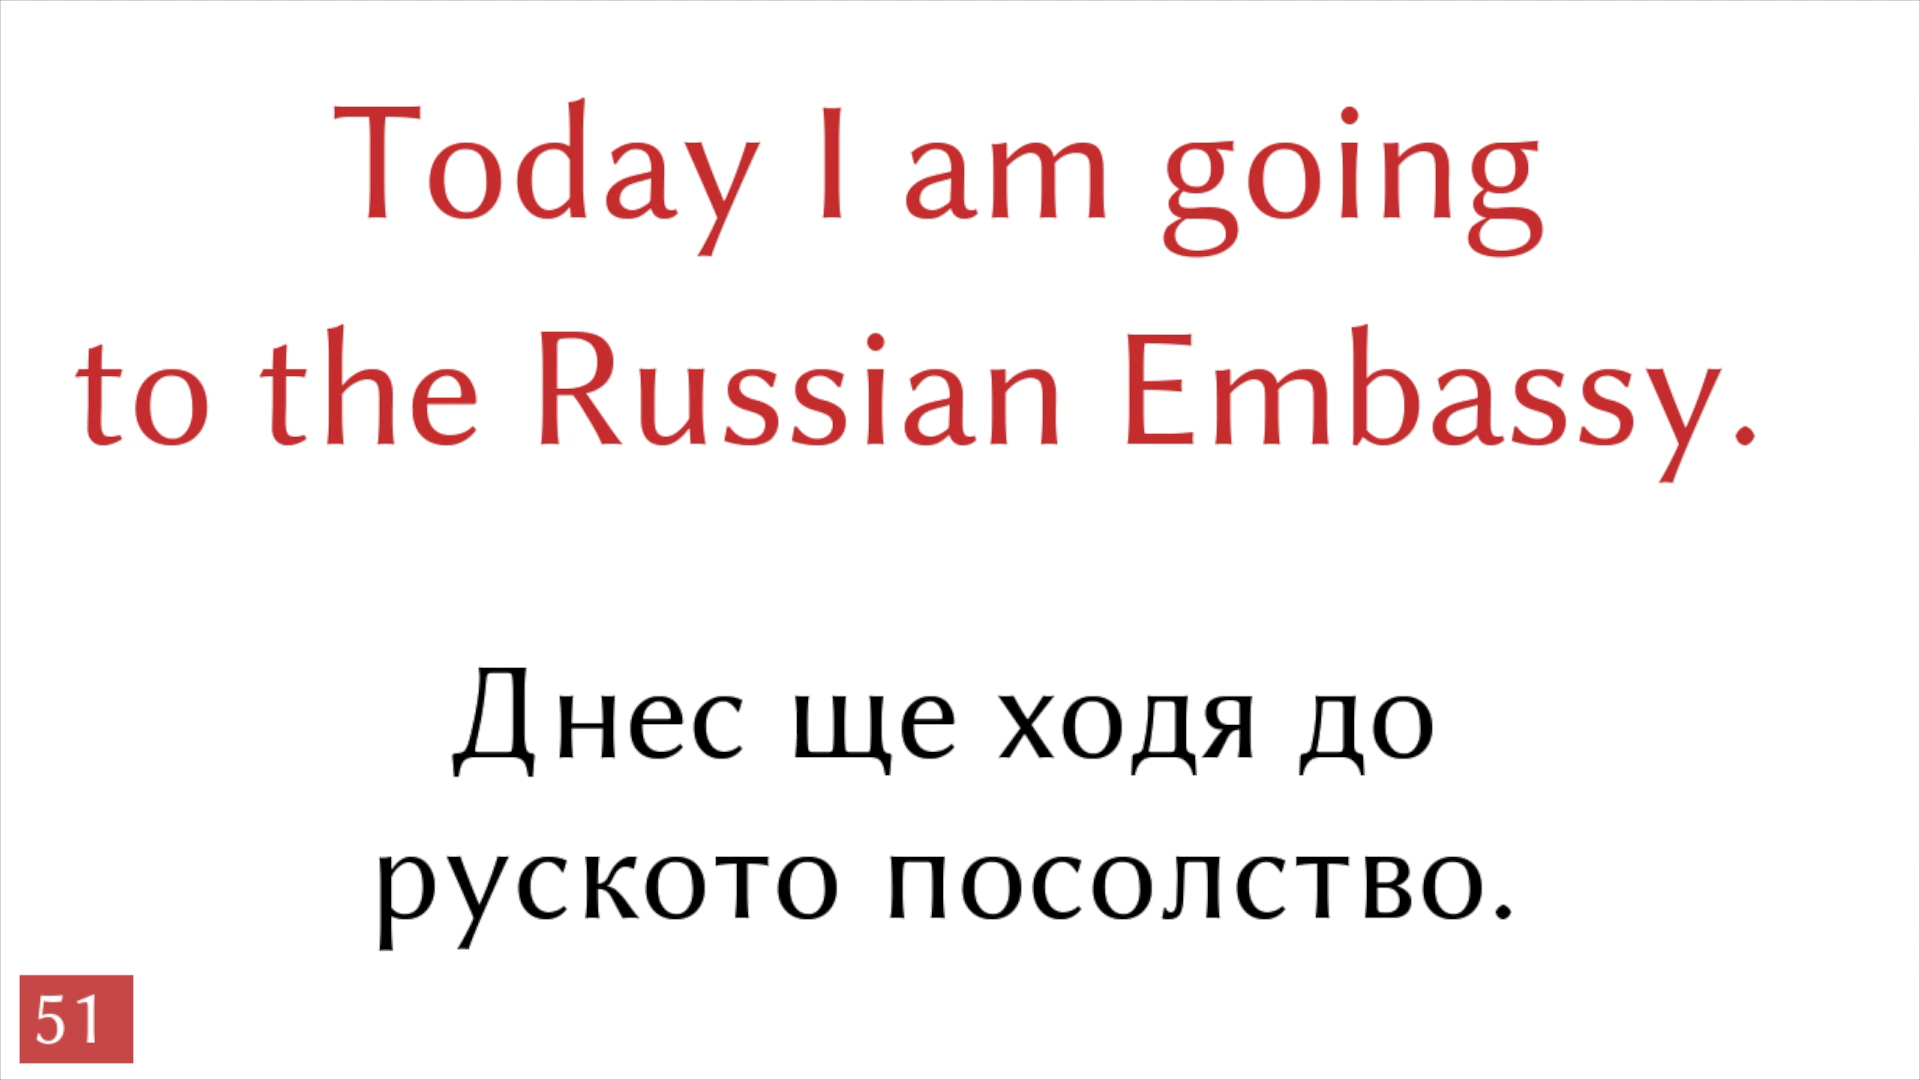 Today I am going
to the Russian Embassy.
Днес ще ходя до
руското посолство.
51